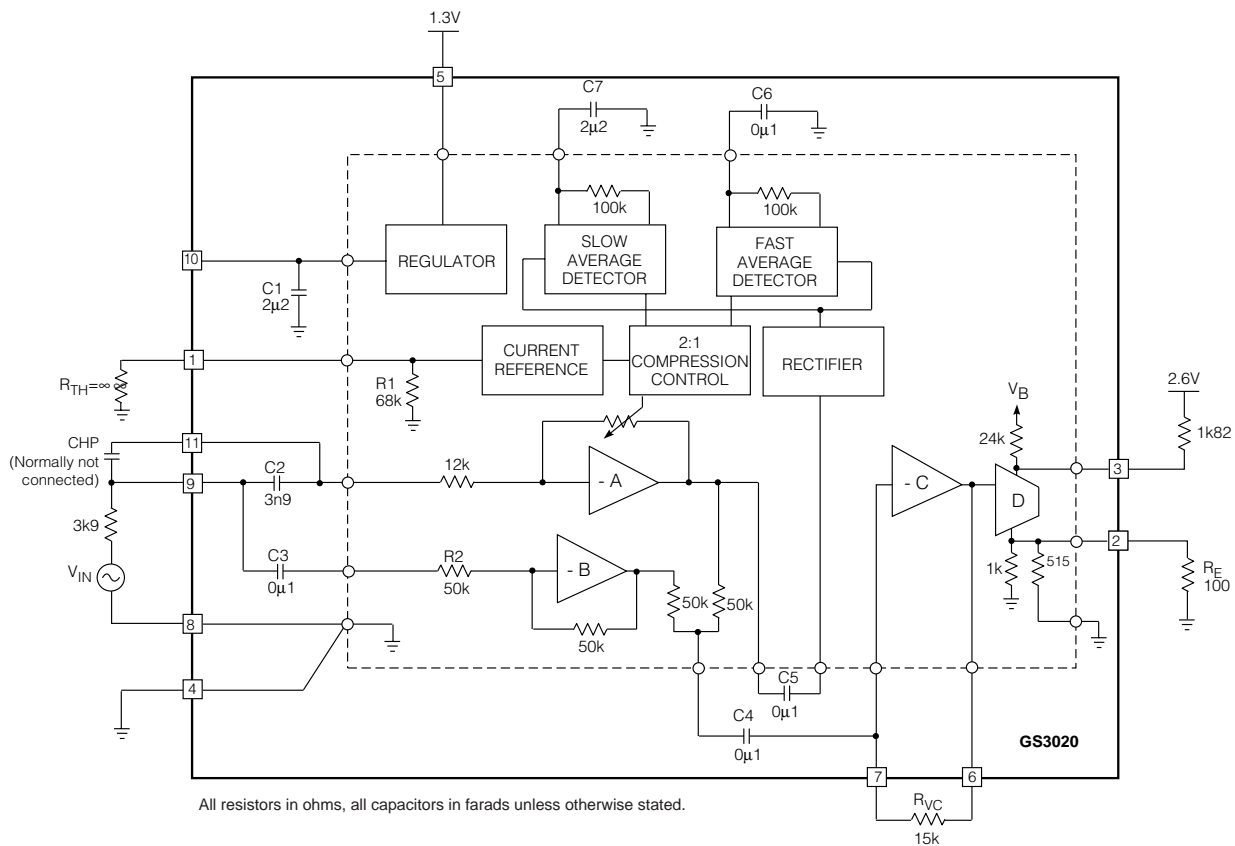 1.3V
5
C7
2µ2
C6
0µ1
100k
100k
SLOW
AVERAGE
DETECTOR
FAST
AVERAGE
DETECTOR
REGULATOR
10
C1
2µ2
CURRENT
REFERENCE
2:1
COMPRESSION
CONTROL
RECTIFIER
1
RTH=∞
R1
68k
VB
24k
2.6V
1k82
3
CHP
(Normally not
connected)
11
9
C2
3n9
12k
- A
- C
D
3k9
VIN
C3
0µ1
R2
50k
- B
50k
50k
50k
1k
515
2
RE
100
8
4
C5
0µ1
C4
0µ1
GS3020
7
6
RVC
15k
All resistors in ohms, all capacitors in farads unless otherwise stated.